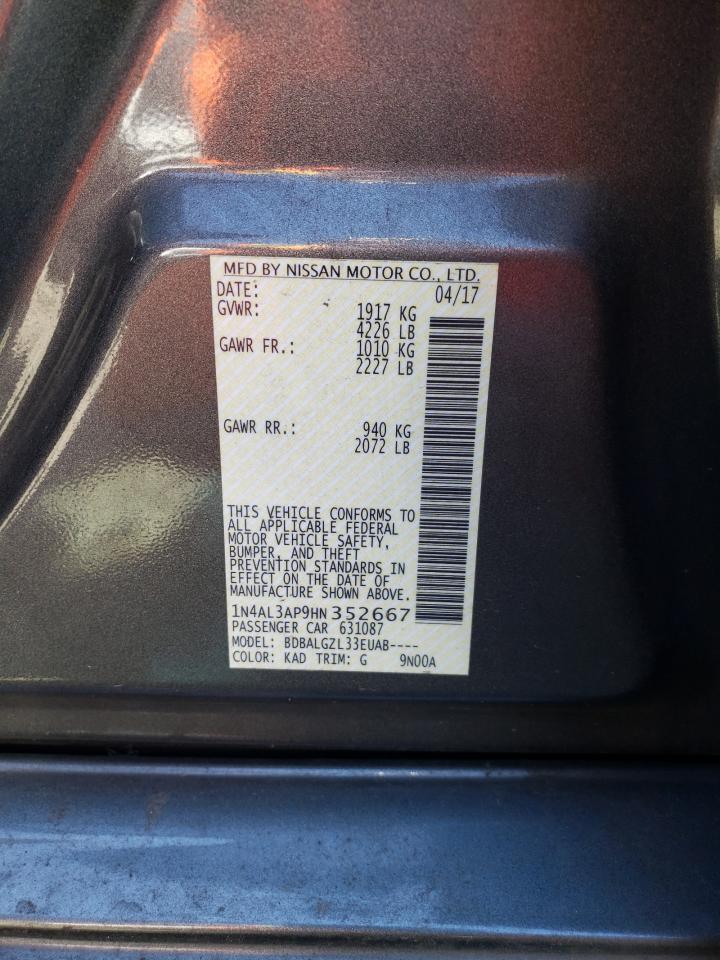 MFD BY NISSAN MOTOR CO., LTD.
DATE: 04/17
GVWR: 1917 KG
4226 LB
GAWR FR.: 1010 KG
2227 LB
GAWR RR.: 940 KG
2072 LB
THIS VEHICLE CONFORMS TO
ALL APPLICABLE FEDERAL
MOTOR VEHICLE SAFETY,
BUMPER, AND THEFT
PREVENTION STANDARDS IN
EFFECT ON THE DATE OF
MANUFACTURE SHOWN ABOVE.
1N4AL3AP9HN352667
PASSENGER CAR 631087
MODEL: BDBALGZL33EUAB----
COLOR: KAD TRIM: G 9N00A